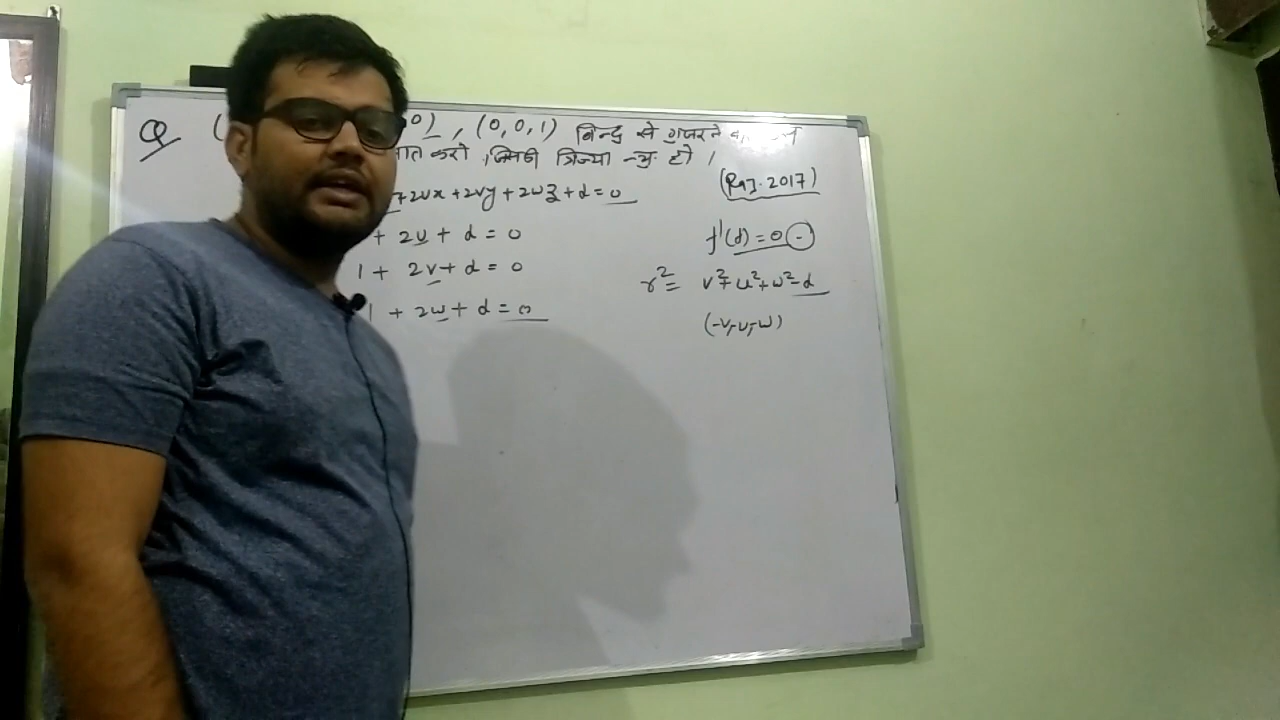 Q ( 0) , (0,0,1) बिन्दु से गुजरने
ज्ञात करो , जिसकी त्रिज्या न्यु. हो ।
+2ux+2vy+2wz+d=0
(Raj. 2017)
+ 2u + d = 0
f'(d) = 0 -
1 + 2v + d = 0
r² = v²+u²+w²-d
1 + 2w + d = 0
(-v,-u,-w)